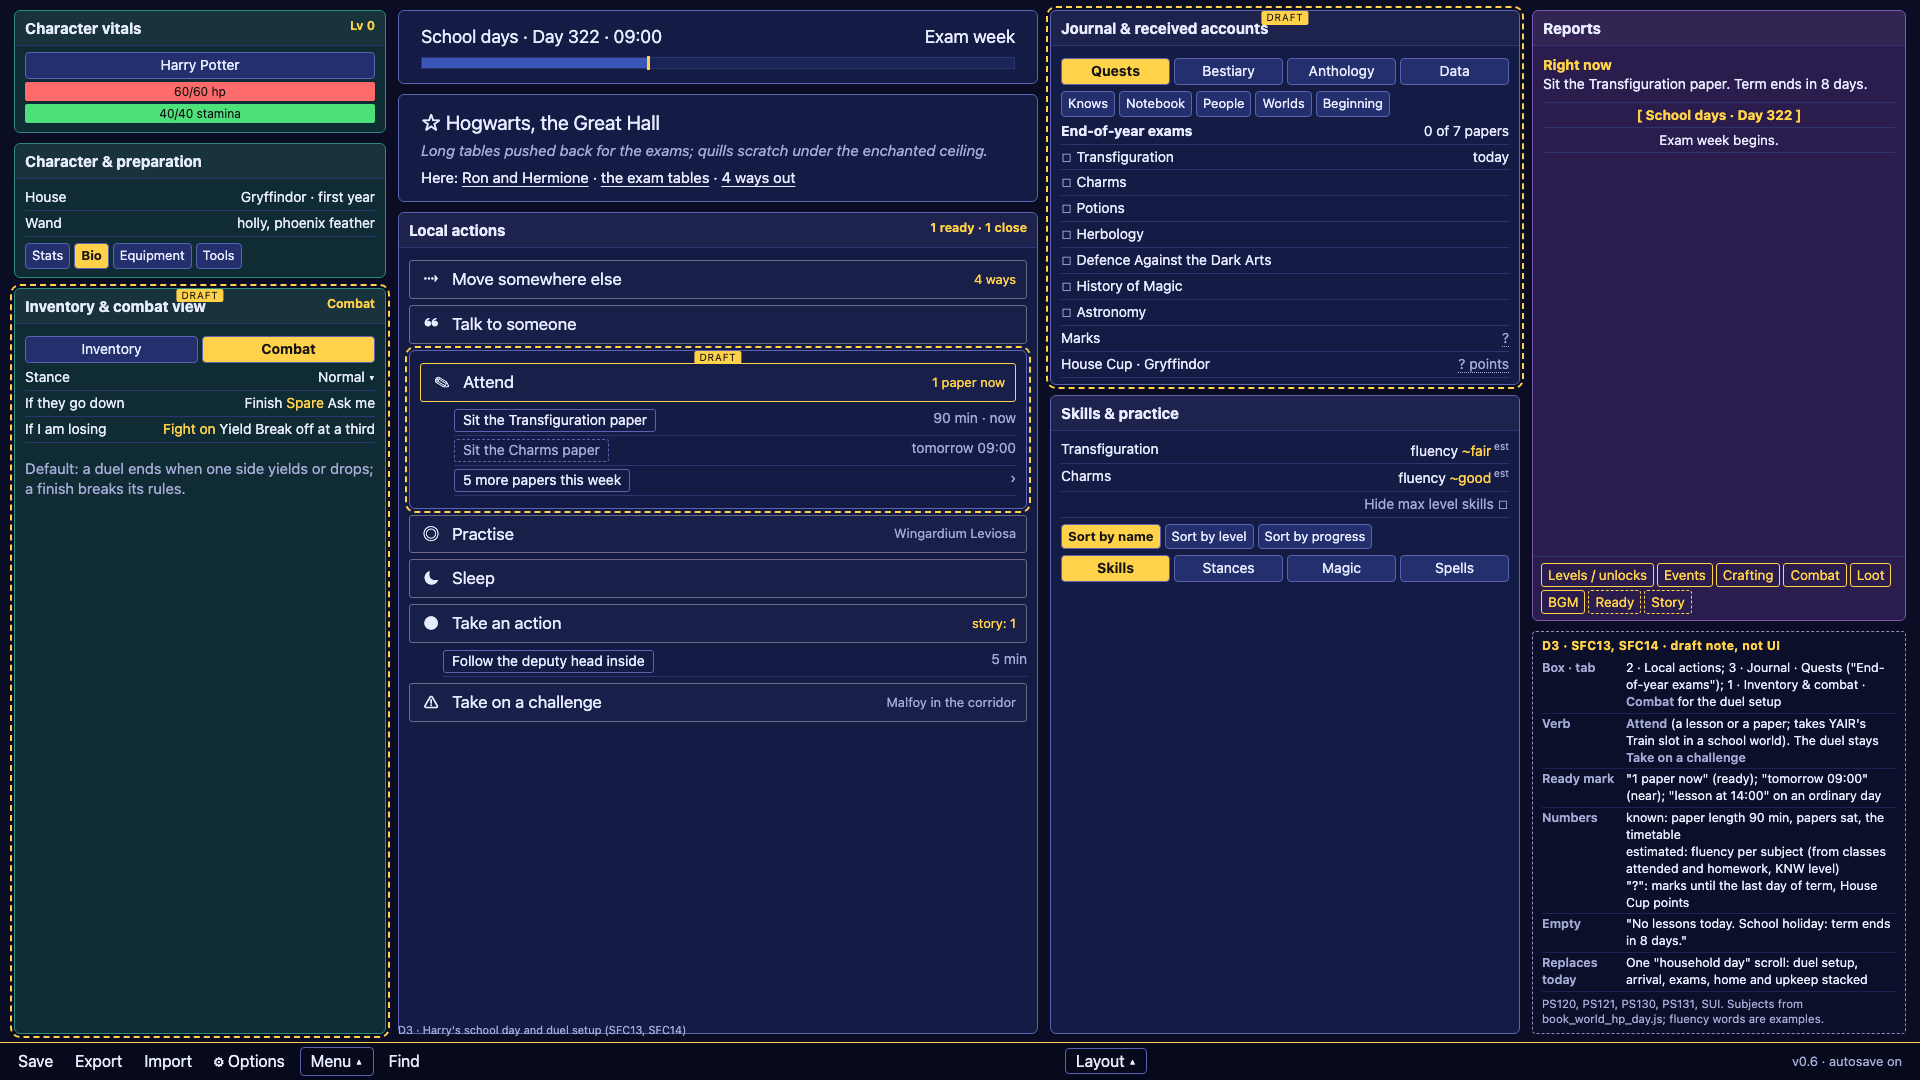 Character vitals
Lv 0
Harry Potter
60/60 hp
40/40 stamina
Character & preparation
House Gryffindor · first year
Wand holly, phoenix feather
Stats Bio Equipment Tools
DRAFT
Inventory & combat view Combat
Inventory Combat
Stance Normal ▾
If they go down Finish Spare Ask me
If I am losing Fight on Yield Break off at a third
Default: a duel ends when one side yields or drops;
a finish breaks its rules.
School days · Day 322 · 09:00 Exam week
☆ Hogwarts, the Great Hall
Long tables pushed back for the exams; quills scratch under the enchanted ceiling.
Here: Ron and Hermione · the exam tables · 4 ways out
Local actions 1 ready · 1 close
Move somewhere else 4 ways
Talk to someone
DRAFT
Attend 1 paper now
Sit the Transfiguration paper 90 min · now
Sit the Charms paper tomorrow 09:00
5 more papers this week ›
Practise Wingardium Leviosa
Sleep
Take an action story: 1
Follow the deputy head inside 5 min
Take on a challenge Malfoy in the corridor
D3 · Harry's school day and duel setup (SFC13, SFC14)
DRAFT
Journal & received accounts
Quests Bestiary Anthology Data
Knows Notebook People Worlds Beginning
End-of-year exams 0 of 7 papers
☐ Transfiguration today
☐ Charms
☐ Potions
☐ Herbology
☐ Defence Against the Dark Arts
☐ History of Magic
☐ Astronomy
Marks ?
House Cup · Gryffindor ? points
Skills & practice
Transfiguration fluency ~fair est
Charms fluency ~good est
Hide max level skills ☐
Sort by name Sort by level Sort by progress
Skills Stances Magic Spells
Reports
Right now
Sit the Transfiguration paper. Term ends in 8 days.
[ School days · Day 322 ]
Exam week begins.
Levels / unlocks Events Crafting Combat Loot
BGM Ready Story
D3 · SFC13, SFC14 · draft note, not UI
Box · tab 2 · Local actions; 3 · Journal · Quests ("End-
of-year exams"); 1 · Inventory & combat ·
Combat for the duel setup
Verb Attend (a lesson or a paper; takes YAIR's
Train slot in a school world). The duel stays
Take on a challenge
Ready mark "1 paper now" (ready); "tomorrow 09:00"
(near); "lesson at 14:00" on an ordinary day
Numbers known: paper length 90 min, papers sat, the
timetable
estimated: fluency per subject (from classes
attended and homework, KNW level)
"?": marks until the last day of term, House
Cup points
Empty "No lessons today. School holiday: term ends
in 8 days."
Replaces today One "household day" scroll: duel setup,
arrival, exams, home and upkeep stacked
PS120, PS121, PS130, PS131, SUI. Subjects from
book_world_hp_day.js; fluency words are examples.
Save Export Import ⚙ Options Menu ▴ Find Layout ▴ v0.6 · autosave on